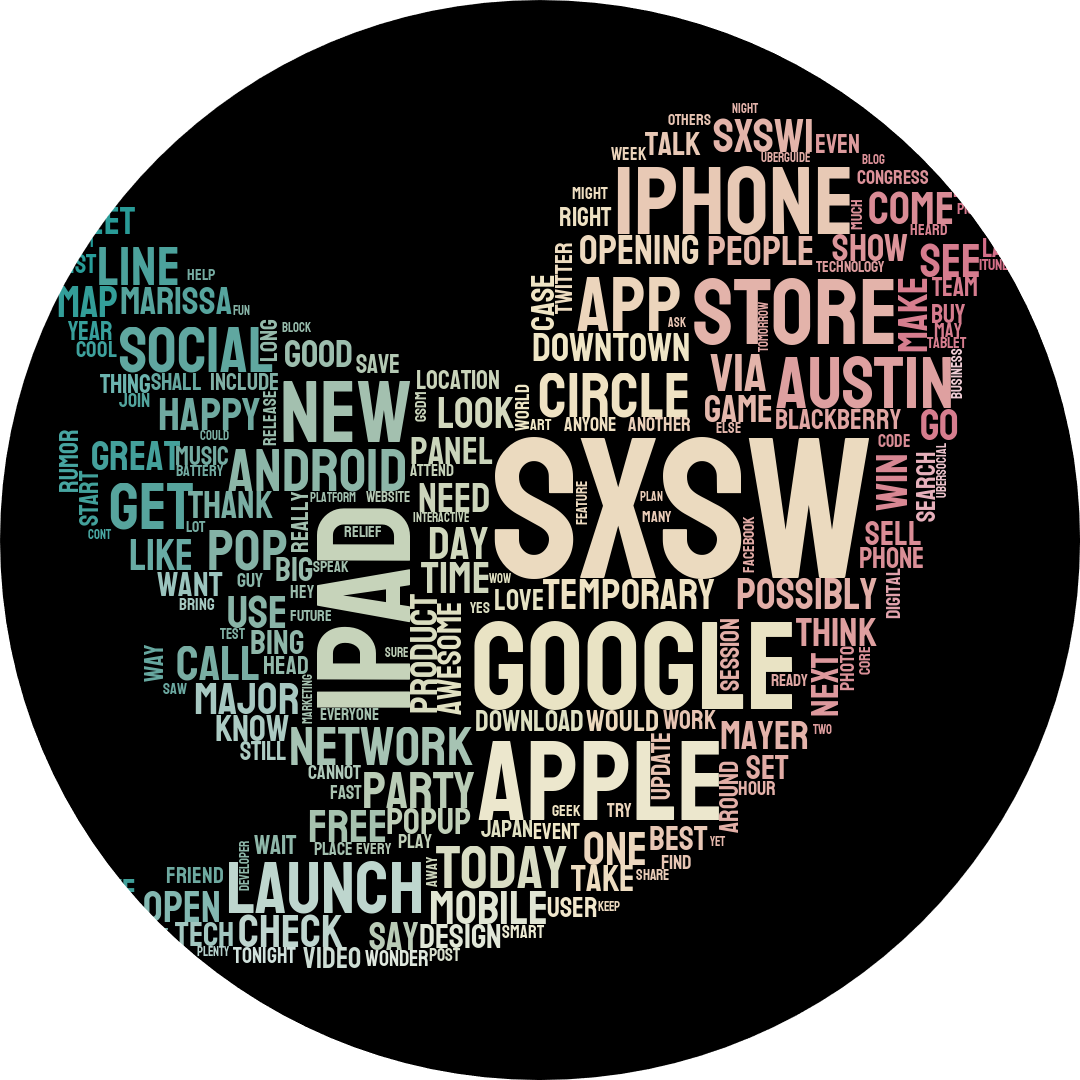 NIGHT
OTHERS
SXSWI
EVEN
TALK
WEEK
UBERGUIDE
BLOG
IPHONE
CONGRESS
MIGHT
RIGHT
MUCH
COME
HEARD
OPENING
PEOPLE
SHOW
TECHNOLOGY
SEE
TEAM
TWITTER
CASE
APP
ASK
STORE
TOMORROW
MAKE
BUY
MAY
TABLET
DOWNTOWN
VIA
AUSTIN
BUSINESS
LINE
HELP
MAP
MARISSA
FUN
YEAR
COOL
SOCIAL
LONG
BLOCK
GOOD
SAVE
THING
SHALL
INCLUDE
JOIN
HAPPY
COULD
RELEASE
NEW
LOCATION
GSDM
LOOK
WORLD
CIRCLE
ART
ANYONE
ANOTHER
GAME
ELSE
BLACKBERRY
GO
RUMOR
GREAT
MUSIC
BATTERY
ANDROID
PANEL
ATTEND
SXSW
CODE
WIN
SEARCH
UBERSOCIAL
START
GET
THANK
LOT
CONT
REALLY
PLATFORM
WEBSITE
NEED
INTERACTIVE
FEATURE
PLAN
MANY
FACEBOOK
SELL
PHONE
LIKE
POP
RELIEF
DAY
BIG
SPEAK
IPAD
TIME
WOW
WANT
GUY
HEY
BRING
USE
FUTURE
YES
LOVE
TEMPORARY
POSSIBLY
DIGITAL
TEST
BING
PRODUCT
AWESOME
GOOGLE
SESSION
THINK
WAY
CALL
HEAD
SURE
READY
NEXT
PHOTO
CORE
SAW
MAJOR
MARKETING
EVERYONE
DOWNLOAD
WOULD
WORK
KNOW
STILL
NETWORK
MAYER
TWO
CANNOT
APPLE
UPDATE
SET
FAST
PARTY
GEEK
TRY
AROUND
HOUR
FREE
POPUP
JAPAN
EVENT
ONE
BEST
YET
WAIT
PLACE
EVERY
PLAY
FIND
DEVELOPER
FRIEND
LAUNCH
AWAY
TODAY
TAKE
SHARE
OPEN
MOBILE
USER
KEEP
TECH
CHECK
SAY
DESIGN
SMART
PLENTY
TONIGHT
VIDEO
WONDER
POST